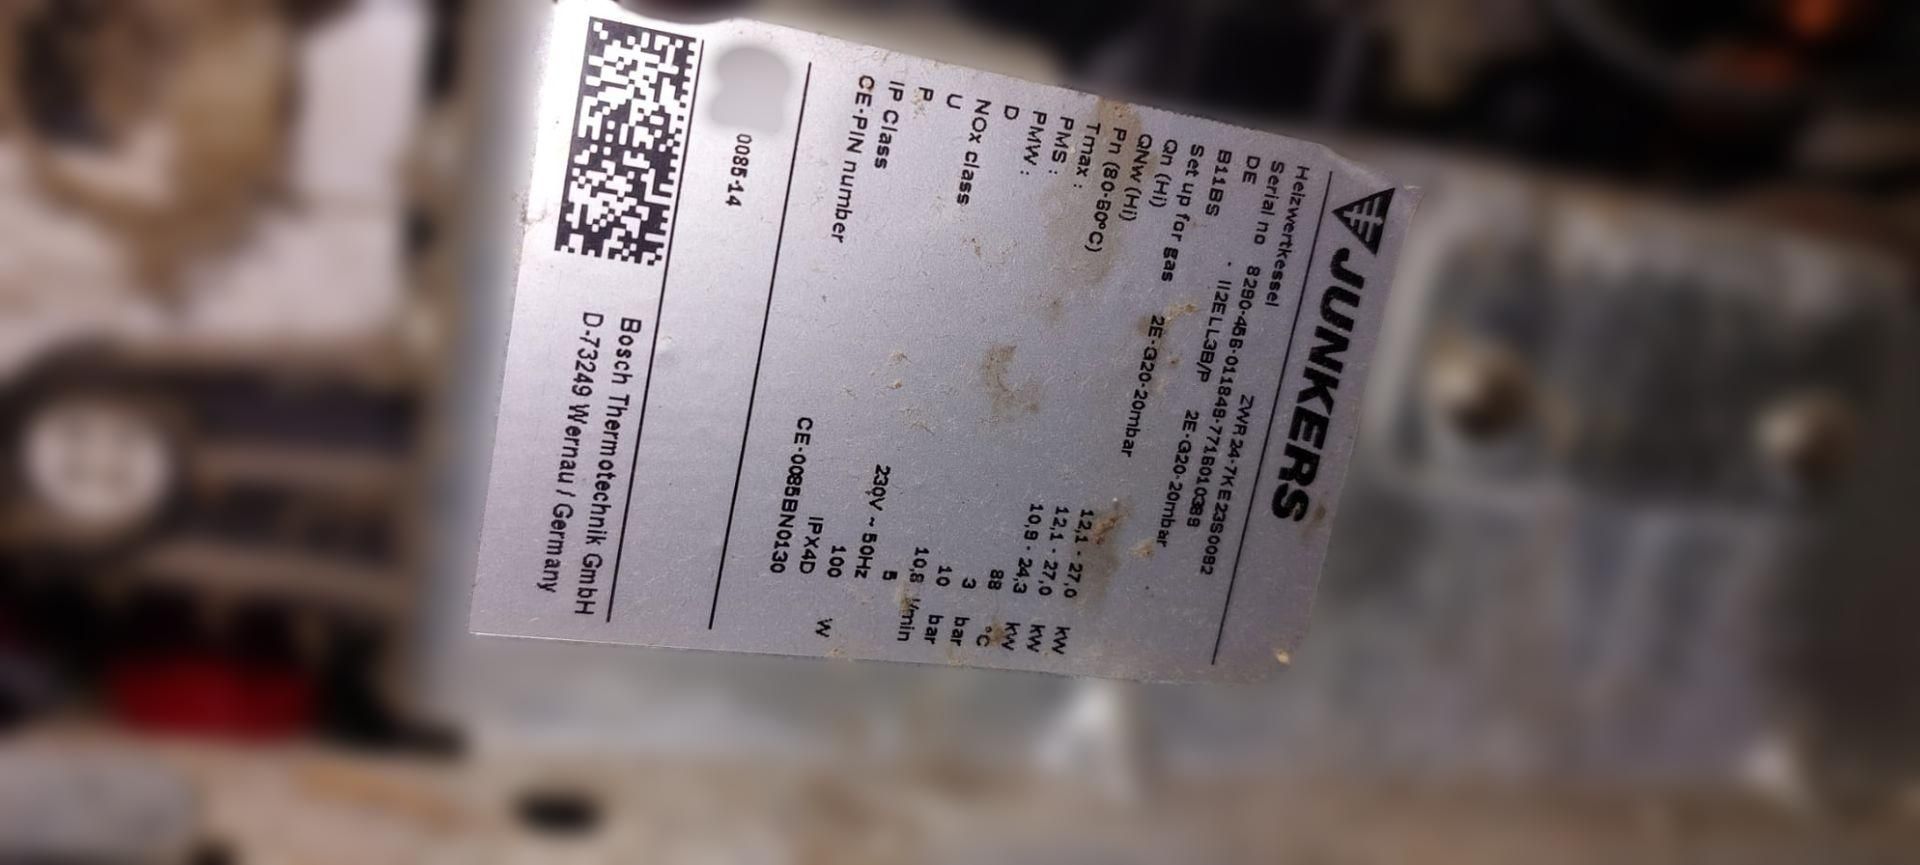 JUNKERS
Heizwertkessel ZWR 24-7KE23S0092
Serial no 8290-456-011849-7716010389
DE II2ELL3B/P 2E-G20-20mbar
B11BS
Set up for gas 2E-G20-20mbar
Qn (Hi) 12,1 - 27,0 kW
QNW (Hi) 12,1 - 27,0 kW
Pn (80-60°C) 10,9 - 24,3 kW
Tmax : 88 °C
PMS : 3 bar
PMW : 10 bar
D 10,8 l/min
NOx class 5
U 230V ~ 50Hz
P 100 W
IP Class IPX4D
CE-PIN number CE-0085BN0130
0085-14
Bosch Thermotechnik GmbH
D-73249 Wernau / Germany